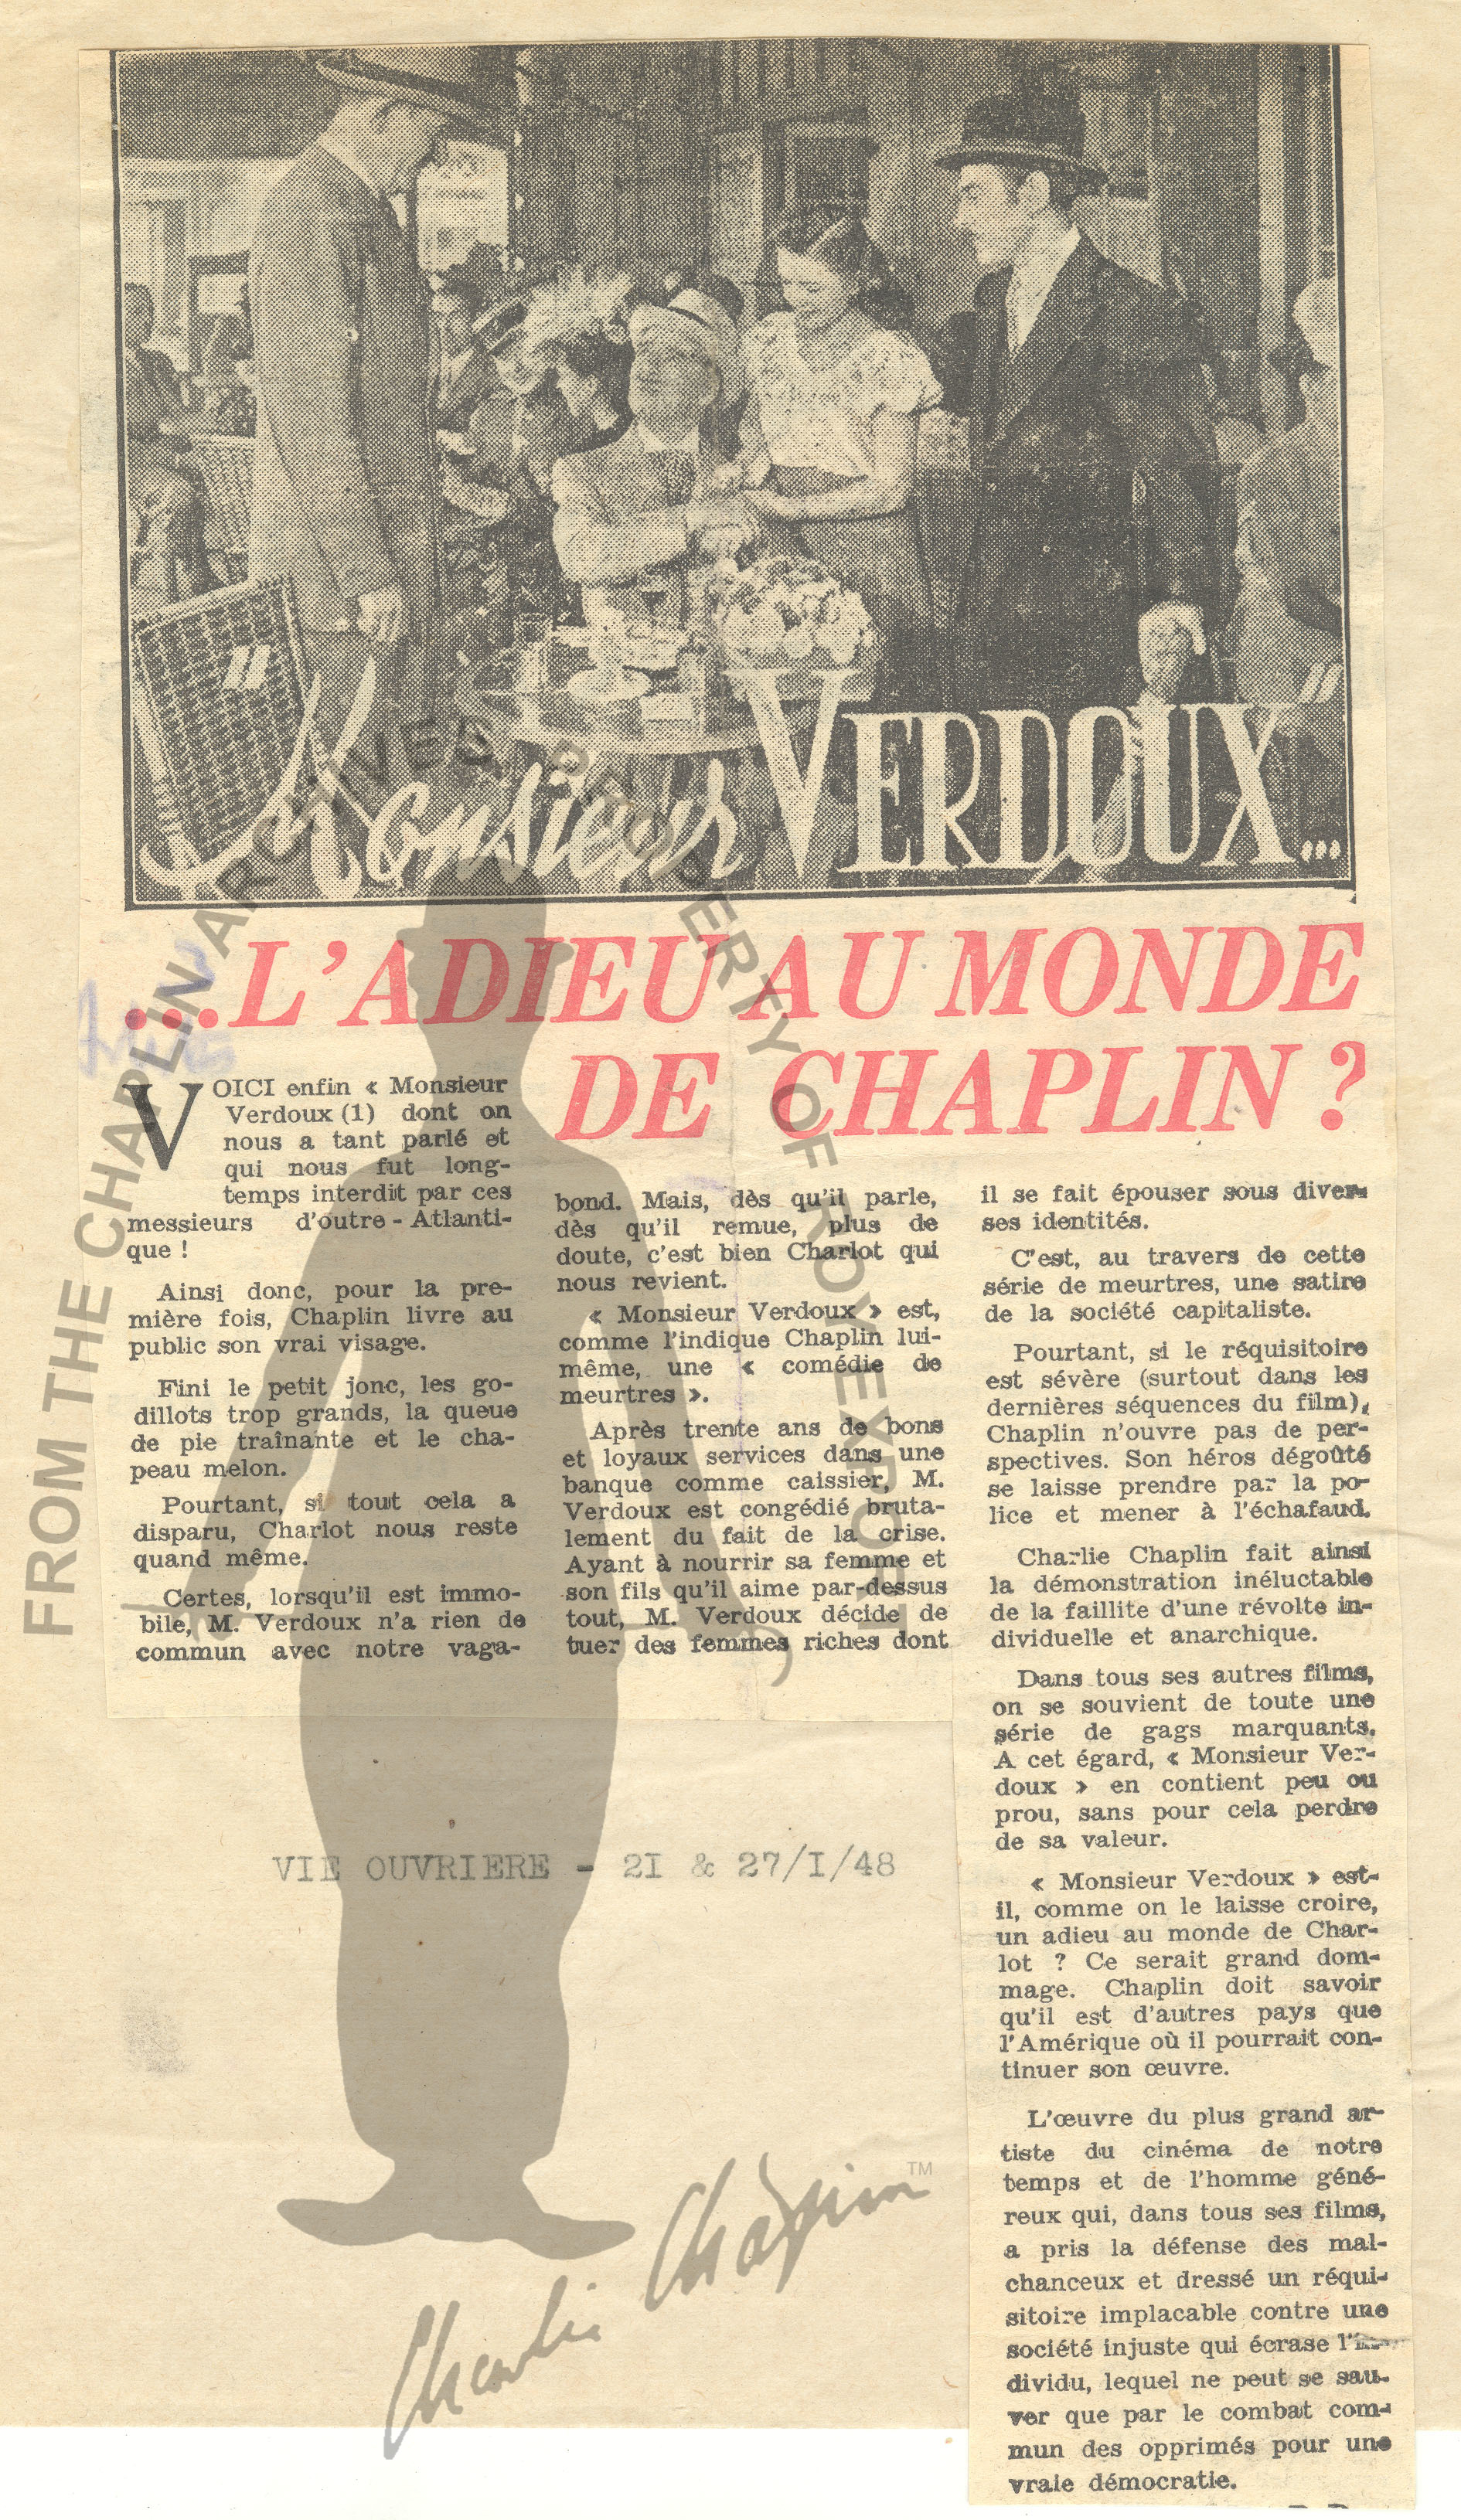 " Monsieur VERDOUX "...
...L'ADIEU AU MONDE
DE CHAPLIN ?
VOICI enfin « Monsieur
Verdoux (1) dont on
nous a tant parlé et
qui nous fut long-
temps interdit par ces
messieurs d'outre-Atlanti-
que !
Ainsi donc, pour la pre-
mière fois, Chaplin livre au
public son vrai visage.
Fini le petit jonc, les go-
dillots trop grands, la queue
de pie traînante et le cha-
peau melon.
Pourtant, si tout cela a
disparu, Charlot nous reste
quand même.
Certes, lorsqu'il est immo-
bile, M. Verdoux n'a rien de
commun avec notre vaga-
bond. Mais, dès qu'il parle,
dès qu'il remue, plus de
doute, c'est bien Charlot qui
nous revient.
« Monsieur Verdoux » est,
comme l'indique Chaplin lui-
même, une « comédie de
meurtres ».
Après trente ans de bons
et loyaux services dans une
banque comme caissier, M.
Verdoux est congédié bruta-
lement du fait de la crise.
Ayant à nourrir sa femme et
son fils qu'il aime par-dessus
tout, M. Verdoux décide de
tuer des femmes riches dont
il se fait épouser sous diver-
ses identités.
C'est, au travers de cette
série de meurtres, une satire
de la société capitaliste.
Pourtant, si le réquisitoire
est sévère (surtout dans les
dernières séquences du film),
Chaplin n'ouvre pas de per-
spectives. Son héros dégoûté
se laisse prendre par la po-
lice et mener à l'échafaud.
Charlie Chaplin fait ainsi
la démonstration inéluctable
de la faillite d'une révolte in-
dividuelle et anarchique.
Dans tous ses autres films,
on se souvient de toute une
série de gags marquants.
A cet égard, « Monsieur Ver-
doux » en contient peu ou
prou, sans pour cela perdre
de sa valeur.
« Monsieur Verdoux » est-
il, comme on le laisse croire,
un adieu au monde de Char-
lot ? Ce serait grand dom-
mage. Chaplin doit savoir
qu'il est d'autres pays que
l'Amérique où il pourrait con-
tinuer son œuvre.
L'œuvre du plus grand ar-
tiste du cinéma de notre
temps et de l'homme géné-
reux qui, dans tous ses films,
a pris la défense des mal-
chanceux et dressé un réqui-
sitoire implacable contre une
société injuste qui écrase l'in-
dividu, lequel ne peut se sau-
ver que par le combat com-
mun des opprimés pour une
vraie démocratie.
VIE OUVRIERE - 2I & 27/I/48
FROM THE CHAPLIN ARCHIVES PROPERTY OF ROY EXPORT
Charlie Chaplin TM